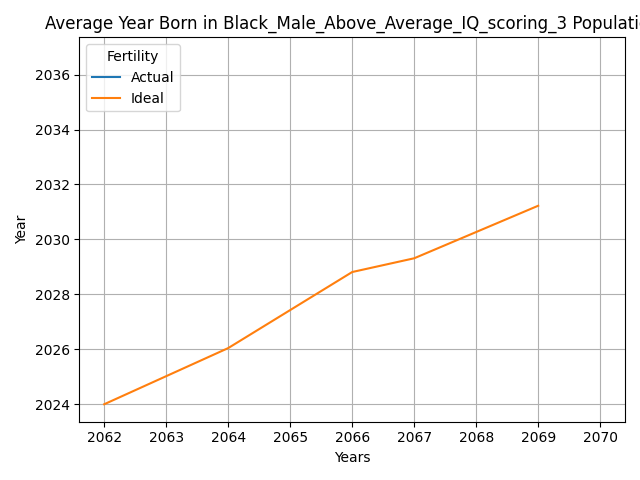 Average Year Born in Black_Male_Above_Average_IQ_scoring_3 Populati
Fertility
Actual
Ideal
2036
2034
2032
2030
2028
2026
2024
Year
2062 2063 2064 2065 2066 2067 2068 2069 2070
Years